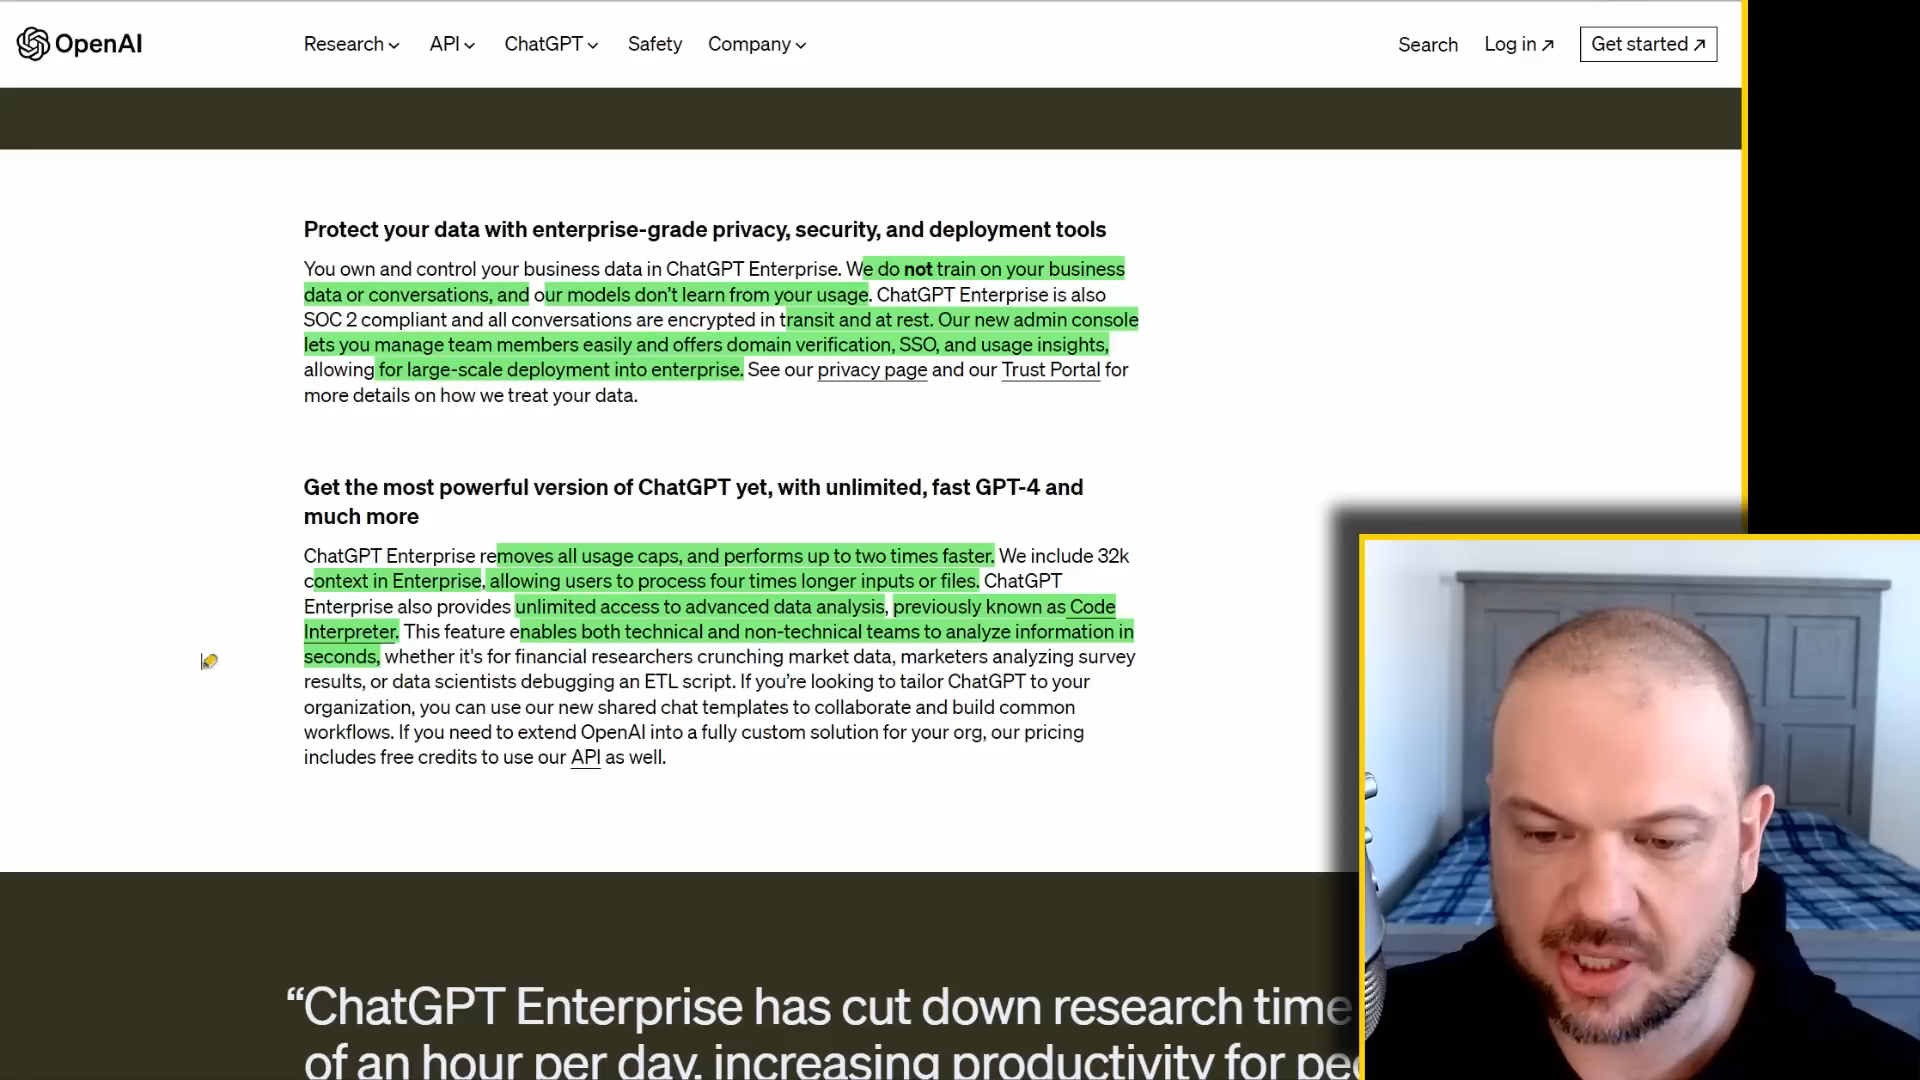 OpenAI
Research API ChatGPT Safety Company
Search Log in ↗ Get started ↗
Protect your data with enterprise-grade privacy, security, and deployment tools
You own and control your business data in ChatGPT Enterprise. We do not train on your business
data or conversations, and our models don’t learn from your usage. ChatGPT Enterprise is also
SOC 2 compliant and all conversations are encrypted in transit and at rest. Our new admin console
lets you manage team members easily and offers domain verification, SSO, and usage insights,
allowing for large-scale deployment into enterprise. See our privacy page and our Trust Portal for
more details on how we treat your data.
Get the most powerful version of ChatGPT yet, with unlimited, fast GPT-4 and
much more
ChatGPT Enterprise removes all usage caps, and performs up to two times faster. We include 32k
context in Enterprise, allowing users to process four times longer inputs or files. ChatGPT
Enterprise also provides unlimited access to advanced data analysis, previously known as Code
Interpreter. This feature enables both technical and non-technical teams to analyze information in
seconds, whether it's for financial researchers crunching market data, marketers analyzing survey
results, or data scientists debugging an ETL script. If you’re looking to tailor ChatGPT to your
organization, you can use our new shared chat templates to collaborate and build common
workflows. If you need to extend OpenAI into a fully custom solution for your org, our pricing
includes free credits to use our API as well.
“ChatGPT Enterprise has cut down research time
of an hour per day, increasing productivity for